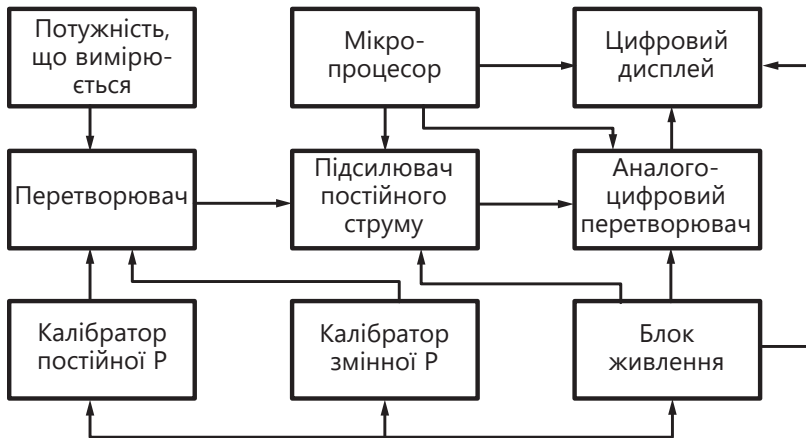 Потужність,
що вимірю-
ється
Мікро-
процесор
Цифровий
дисплей
Перетворювач
Підсилювач
постійного
струму
Аналого-
цифровий
перетворювач
Калібратор
постійної Р
Калібратор
змінної Р
Блок
живлення